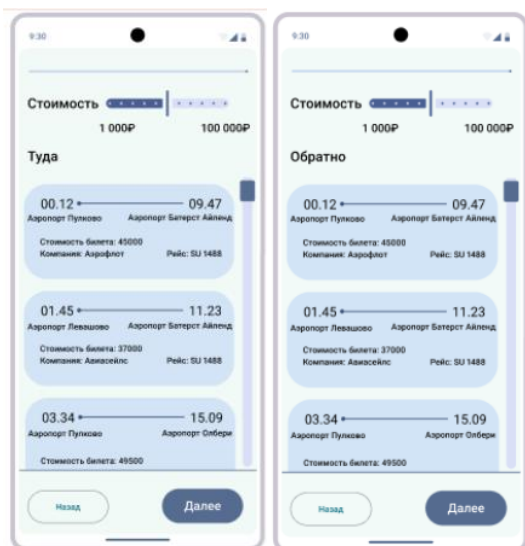 9:30
Стоимость
1 000₽ 100 000₽
Туда
00.12 09.47
Аэропорт Пулково Аэропорт Батерст Айленд
Стоимость билета: 45000
Компания: Аэрофлот Рейс: SU 1488
01.45 11.23
Аэропорт Левашово Аэропорт Батерст Айленд
Стоимость билета: 37000
Компания: Авиасейлс Рейс: SU 1488
03.34 15.09
Аэропорт Пулково Аэропорт Олбери
Стоимость билета: 49500
Назад Далее
9:30
Стоимость
1 000₽ 100 000₽
Обратно
00.12 09.47
Аэропорт Пулково Аэропорт Батерст Айленд
Стоимость билета: 45000
Компания: Аэрофлот Рейс: SU 1488
01.45 11.23
Аэропорт Левашово Аэропорт Батерст Айленд
Стоимость билета: 37000
Компания: Авиасейлс Рейс: SU 1488
03.34 15.09
Аэропорт Пулково Аэропорт Олбери
Стоимость билета: 49500
Назад Далее